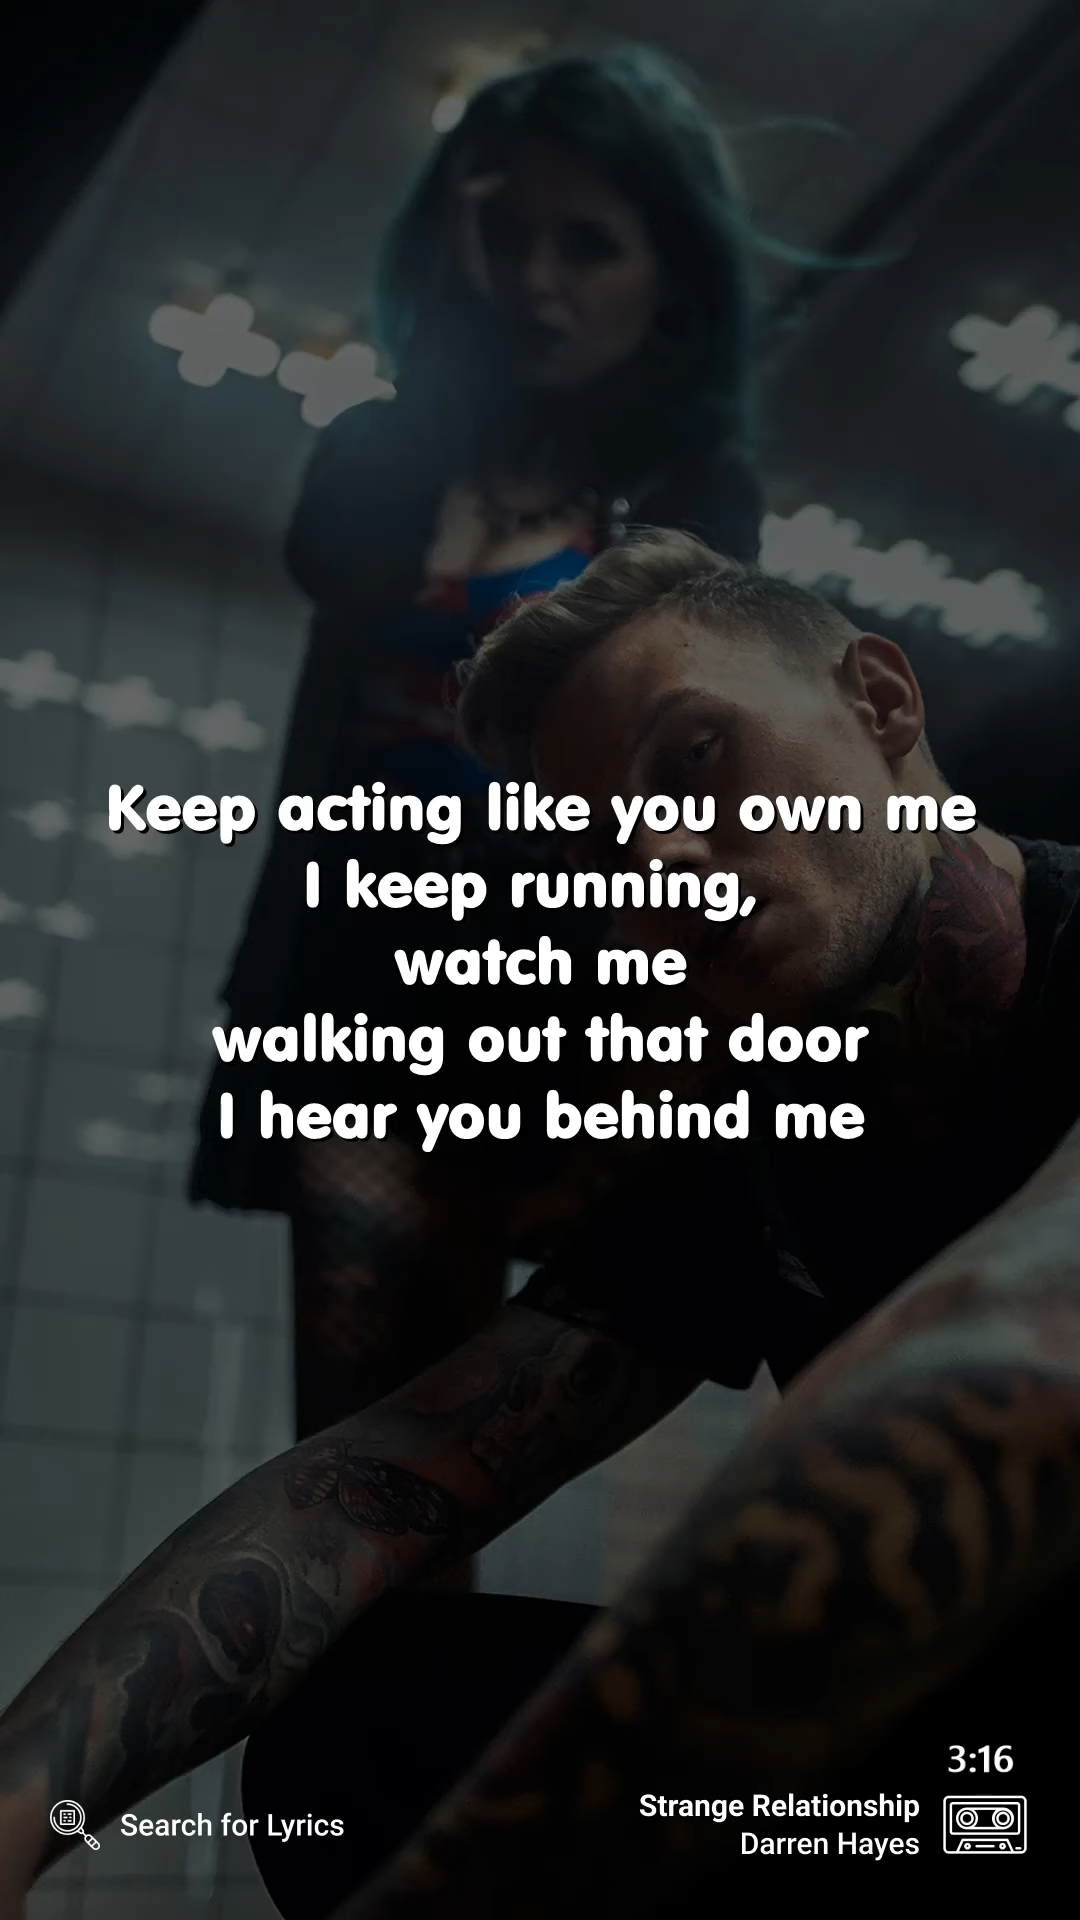 Keep acting like you own me
I keep running,
watch me
walking out that door
I hear you behind me
3:16
Strange Relationship
Darren Hayes
Search for Lyrics